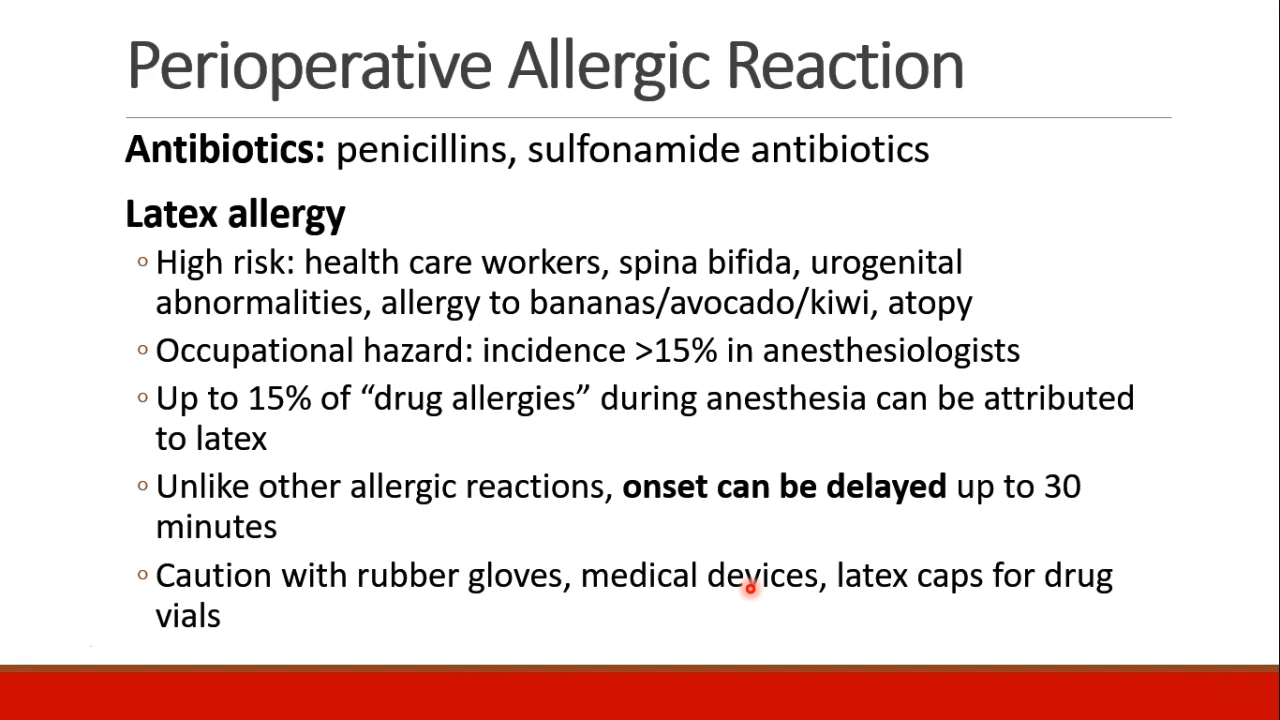 Perioperative Allergic Reaction
Antibiotics: penicillins, sulfonamide antibiotics
Latex allergy
◦ High risk: health care workers, spina bifida, urogenital
abnormalities, allergy to bananas/avocado/kiwi, atopy
◦ Occupational hazard: incidence >15% in anesthesiologists
◦ Up to 15% of “drug allergies” during anesthesia can be attributed
to latex
◦ Unlike other allergic reactions, onset can be delayed up to 30
minutes
◦ Caution with rubber gloves, medical devices, latex caps for drug
vials